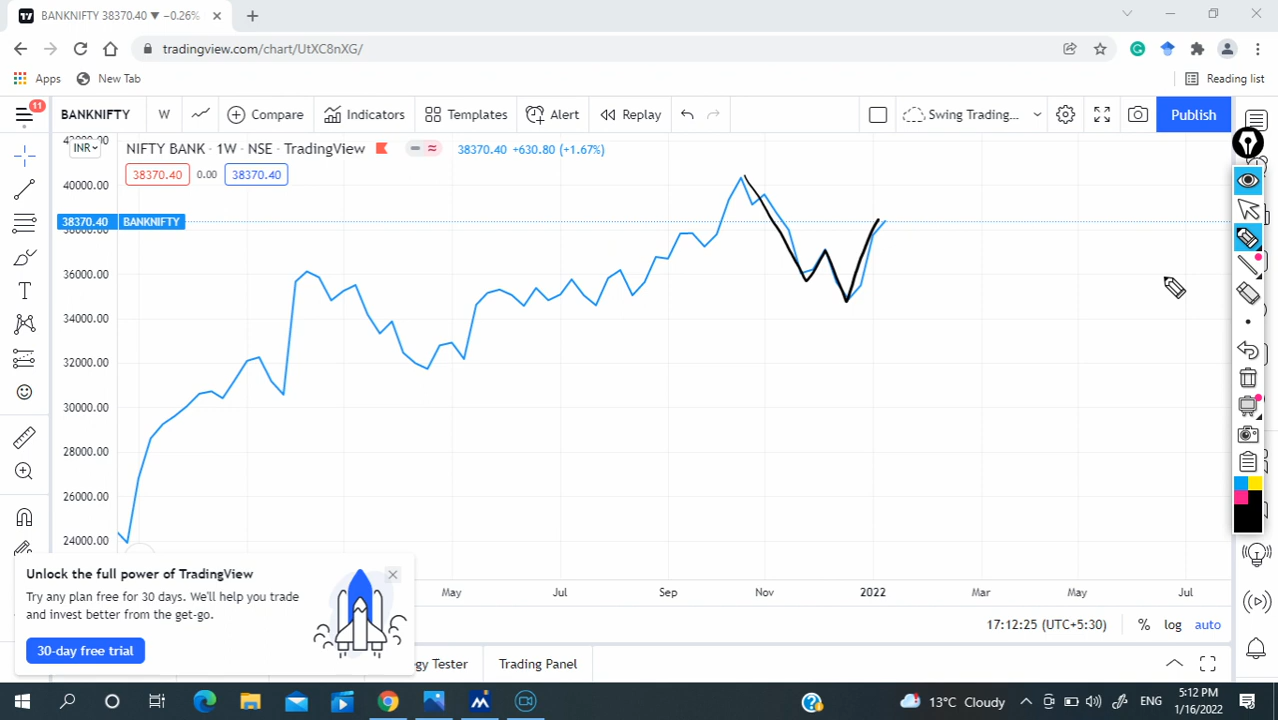 BANKNIFTY 38370.40 ▼ −0.26%
tradingview.com/chart/UtXC8nXG/
Apps New Tab Reading list
11 BANKNIFTY W Compare Indicators Templates Alert Replay Swing Trading... Publish
INR NIFTY BANK · 1W · NSE · TradingView 38370.40 +630.80 (+1.67%)
38370.40 0.00 38370.40
40000.00
38370.40 BANKNIFTY
38000.00
36000.00
34000.00
32000.00
30000.00
28000.00
26000.00
24000.00
Unlock the full power of TradingView
Try any plan free for 30 days. We'll help you trade
and invest better from the get-go.
30-day free trial
May Jul Sep Nov 2022 Mar May Jul
17:12:25 (UTC+5:30) % log auto
gy Tester Trading Panel
13°C Cloudy ENG 5:12 PM
1/16/2022